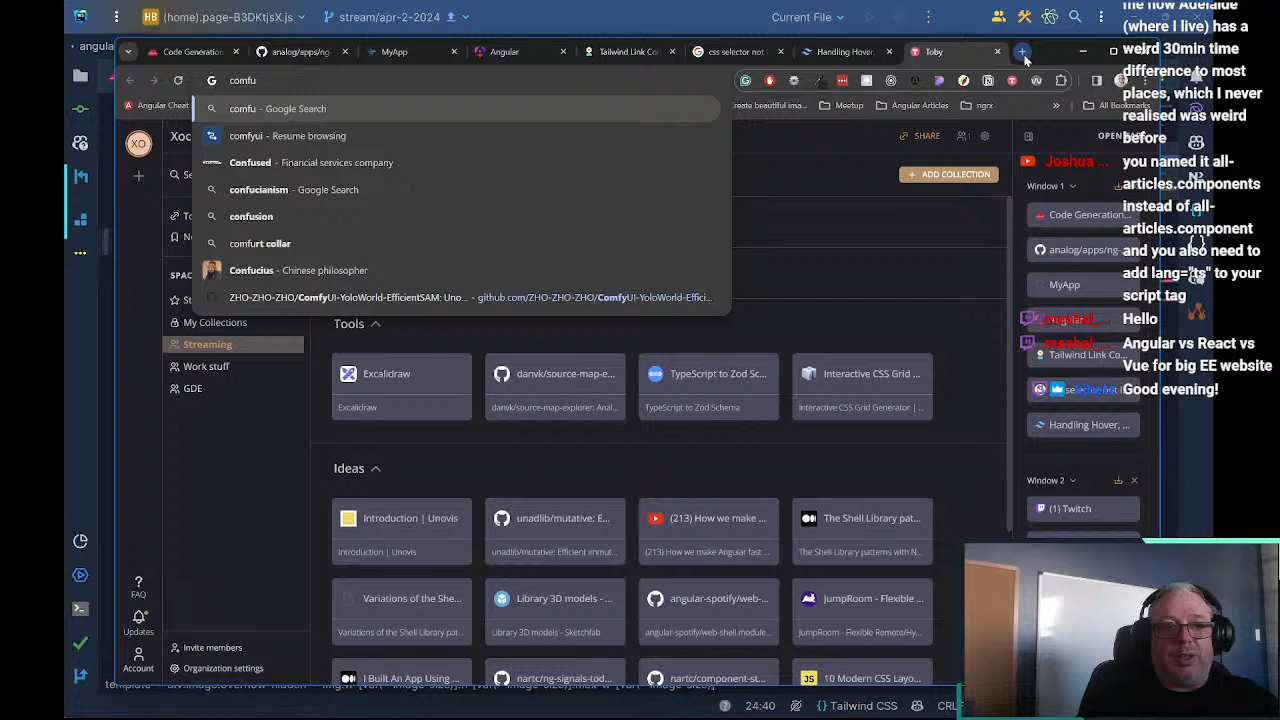 (home).page-B3DKtjsX.js
stream/apr-2-2024
Current File
me now Adelaide
(where I live) has a
weird 30min time
difference to most
places, which I never
realised was weird
before
you named it all-
articles.components
instead of all-
articles.component
and you also need to
add lang="ts" to your
script tag
Hello
Angular vs React vs
Vue for big EE website
Good evening!
Joshua ...
angular
Code Generation
analog/apps/ng-
MyApp
Angular
Tailwind Link Co
css selector not
Handling Hover,
Toby
comfu
comfu - Google Search
comfyui - Resume browsing
Confused - Financial services company
confucianism - Google Search
confusion
comfurt collar
Confucius - Chinese philosopher
ZHO-ZHO-ZHO/ComfyUI-YoloWorld-EfficientSAM: Uno... - github.com/ZHO-ZHO-ZHO/ComfyUI-YoloWorld-Effici...
Angular Cheat
Create beautiful ima...
Meetup
Angular Articles
ngrx
All Bookmarks
XO
SHARE
ADD COLLECTION
My Collections
Streaming
Work stuff
GDE
FAQ
Updates
Account
Invite members
Organization settings
Tools
Excalidraw
danvk/source-map-e...
TypeScript to Zod Sc...
Interactive CSS Grid ...
Excalidraw
danvk/source-map-explorer: Anal...
TypeScript to Zod Schema
Interactive CSS Grid Generator | ...
Ideas
Introduction | Unovis
unadlib/mutative: E...
(213) How we make ...
The Shell Library pat...
Introduction | Unovis
unadlib/mutative: Efficient immut...
(213) How we make Angular fast ...
The Shell Library patterns with N...
Variations of the She...
Library 3D models - ...
angular-spotify/web-...
jumpRoom - Flexible ...
Variations of the Shell Library pat...
Library 3D models - Sketchfab
angular-spotify/web-shell.module...
JumpRoom - Flexible Remote/Hy...
I Built An App Using ...
nartc/ng-signals-tod...
nartc/component-st...
10 Modern CSS Layo...
Window 1
Code Generation...
analog/apps/ng-...
MyApp
Angular
Tailwind Link Co...
Handling Hover, ...
Window 2
(1) Twitch
24:40
Tailwind CSS